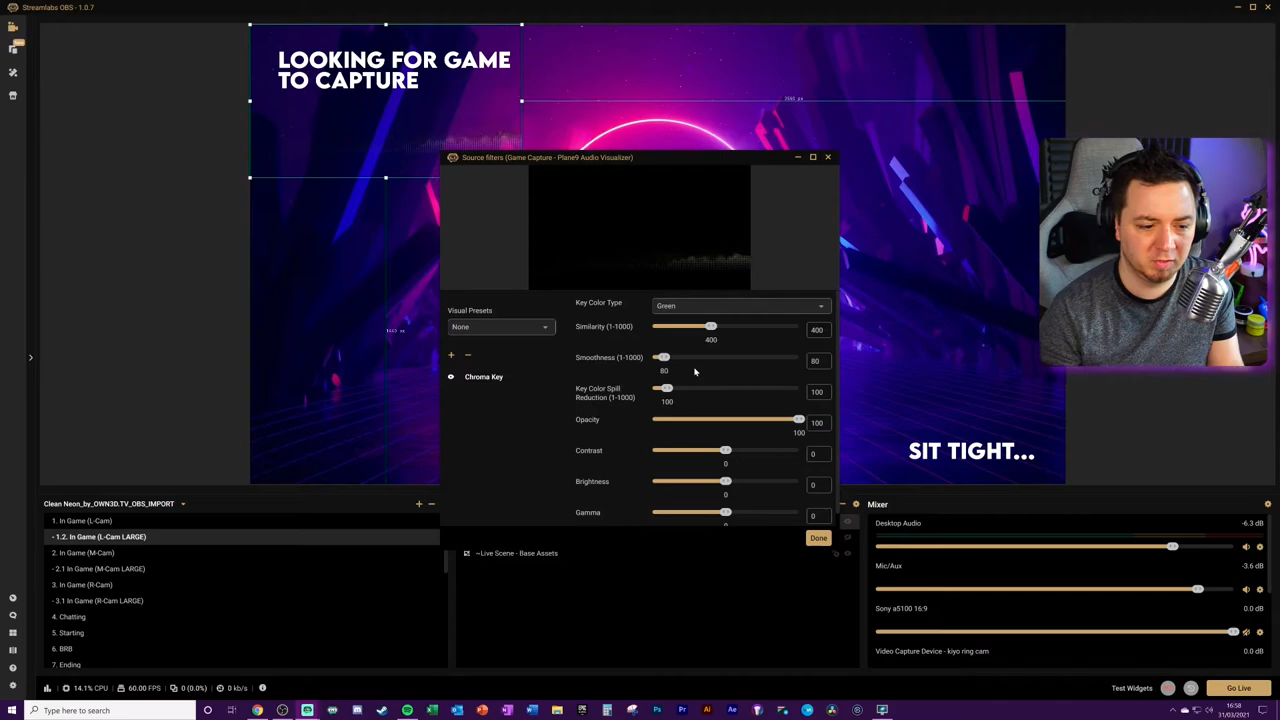 Streamlabs OBS - 1.0.7
LOOKING FOR GAME
TO CAPTURE
2560 px
Source filters (Game Capture - Plane9 Audio Visualizer)
Visual Presets
None
Chroma Key
Key Color Type
Green
Similarity (1-1000)
400
400
Smoothness (1-1000)
80
80
Key Color Spill
Reduction (1-1000)
100
100
Opacity
100
100
Contrast
0
0
Brightness
0
0
Gamma
0
0
Done
SIT TIGHT...
Clean Neon_by_OWN3D.TV_OBS_IMPORT
1. In Game (L-Cam)
- 1.2. In Game (L-Cam LARGE)
2. In Game (M-Cam)
- 2.1 In Game (M-Cam LARGE)
3. In Game (R-Cam)
- 3.1 In Game (R-Cam LARGE)
4. Chatting
5. Starting
6. BRB
7. Ending
~Live Scene - Base Assets
Mixer
Desktop Audio
-6.3 dB
Mic/Aux
-3.6 dB
Sony a5100 16:9
0.0 dB
Video Capture Device - kiyo ring cam
0.0 dB
14.1% CPU
60.00 FPS
0 (0.0%)
0 kb/s
Test Widgets
Go Live
Type here to search
16:58
31/03/2021